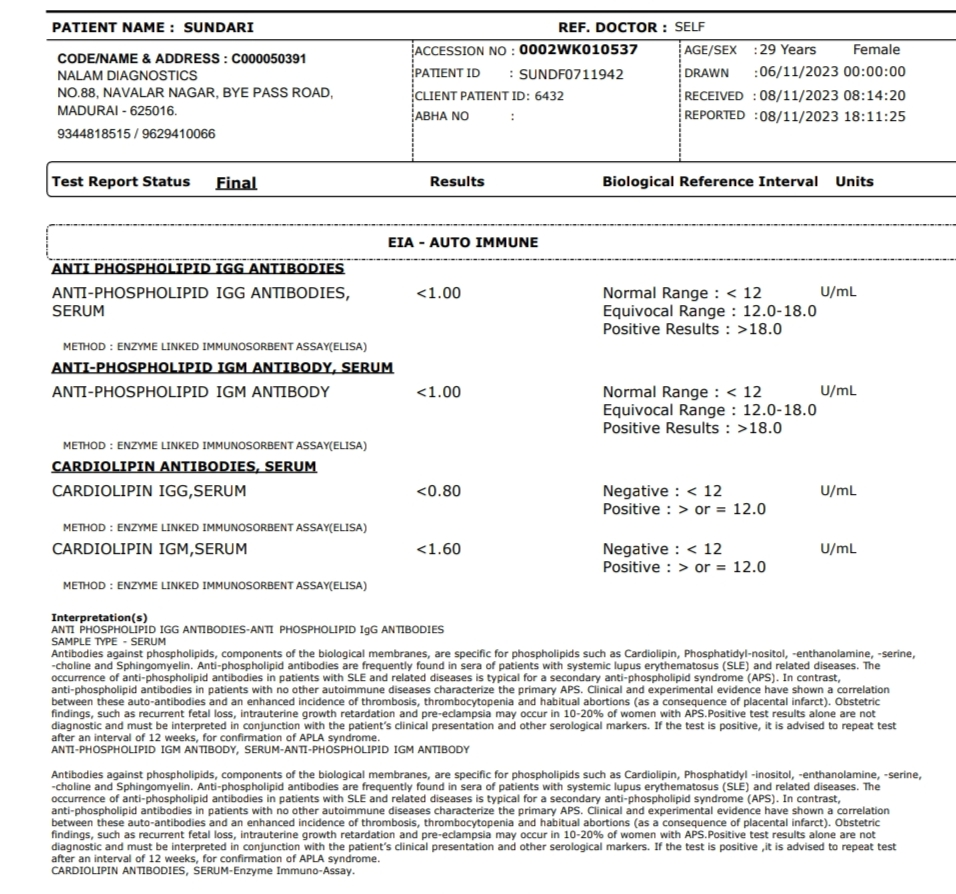 PATIENT NAME : SUNDARI REF. DOCTOR : SELF
CODE/NAME & ADDRESS : C000050391
NALAM DIAGNOSTICS
NO.88, NAVALAR NAGAR, BYE PASS ROAD,
MADURAI - 625016.
9344818515 / 9629410066
ACCESSION NO : 0002WK010537
PATIENT ID : SUNDF0711942
CLIENT PATIENT ID: 6432
ABHA NO :
AGE/SEX :29 Years Female
DRAWN :06/11/2023 00:00:00
RECEIVED :08/11/2023 08:14:20
REPORTED :08/11/2023 18:11:25
Test Report Status Final Results Biological Reference Interval Units
EIA - AUTO IMMUNE
ANTI PHOSPHOLIPID IGG ANTIBODIES
ANTI-PHOSPHOLIPID IGG ANTIBODIES, <1.00 Normal Range : < 12 U/mL
SERUM Equivocal Range : 12.0-18.0
Positive Results : >18.0
METHOD : ENZYME LINKED IMMUNOSORBENT ASSAY(ELISA)
ANTI-PHOSPHOLIPID IGM ANTIBODY, SERUM
ANTI-PHOSPHOLIPID IGM ANTIBODY <1.00 Normal Range : < 12 U/mL
Equivocal Range : 12.0-18.0
Positive Results : >18.0
METHOD : ENZYME LINKED IMMUNOSORBENT ASSAY(ELISA)
CARDIOLIPIN ANTIBODIES, SERUM
CARDIOLIPIN IGG,SERUM <0.80 Negative : < 12 U/mL
Positive : > or = 12.0
METHOD : ENZYME LINKED IMMUNOSORBENT ASSAY(ELISA)
CARDIOLIPIN IGM,SERUM <1.60 Negative : < 12 U/mL
Positive : > or = 12.0
METHOD : ENZYME LINKED IMMUNOSORBENT ASSAY(ELISA)
Interpretation(s)
ANTI PHOSPHOLIPID IGG ANTIBODIES-ANTI PHOSPHOLIPID IgG ANTIBODIES
SAMPLE TYPE - SERUM
Antibodies against phospholipids, components of the biological membranes, are specific for phospholipids such as Cardiolipin, Phosphatidyl-nositol, -enthanolamine, -serine,
-choline and Sphingomyelin. Anti-phospholipid antibodies are frequently found in sera of patients with systemic lupus erythematosus (SLE) and related diseases. The
occurrence of anti-phospholipid antibodies in patients with SLE and related diseases is typical for a secondary anti-phospholipid syndrome (APS). In contrast,
anti-phospholipid antibodies in patients with no other autoimmune diseases characterize the primary APS. Clinical and experimental evidence have shown a correlation
between these auto-antibodies and an enhanced incidence of thrombosis, thrombocytopenia and habitual abortions (as a consequence of placental infarct). Obstetric
findings, such as recurrent fetal loss, intrauterine growth retardation and pre-eclampsia may occur in 10-20% of women with APS.Positive test results alone are not
diagnostic and must be interpreted in conjunction with the patient's clinical presentation and other serological markers. If the test is positive, it is advised to repeat test
after an interval of 12 weeks, for confirmation of APLA syndrome.
ANTI-PHOSPHOLIPID IGM ANTIBODY, SERUM-ANTI-PHOSPHOLIPID IGM ANTIBODY
Antibodies against phospholipids, components of the biological membranes, are specific for phospholipids such as Cardiolipin, Phosphatidyl -inositol, -enthanolamine, -serine,
-choline and Sphingomyelin. Anti-phospholipid antibodies are frequently found in sera of patients with systemic lupus erythematosus (SLE) and related diseases. The
occurrence of anti-phospholipid antibodies in patients with SLE and related diseases is typical for a secondary anti-phospholipid syndrome (APS). In contrast,
anti-phospholipid antibodies in patients with no other autoimmune diseases characterize the primary APS. Clinical and experimental evidence have shown a correlation
between these auto-antibodies and an enhanced incidence of thrombosis, thrombocytopenia and habitual abortions (as a consequence of placental infarct). Obstetric
findings, such as recurrent fetal loss, intrauterine growth retardation and pre-eclampsia may occur in 10-20% of women with APS.Positive test results alone are not
diagnostic and must be interpreted in conjunction with the patient's clinical presentation and other serological markers. If the test is positive ,it is advised to repeat test
after an interval of 12 weeks, for confirmation of APLA syndrome.
CARDIOLIPIN ANTIBODIES, SERUM-Enzyme Immuno-Assay.